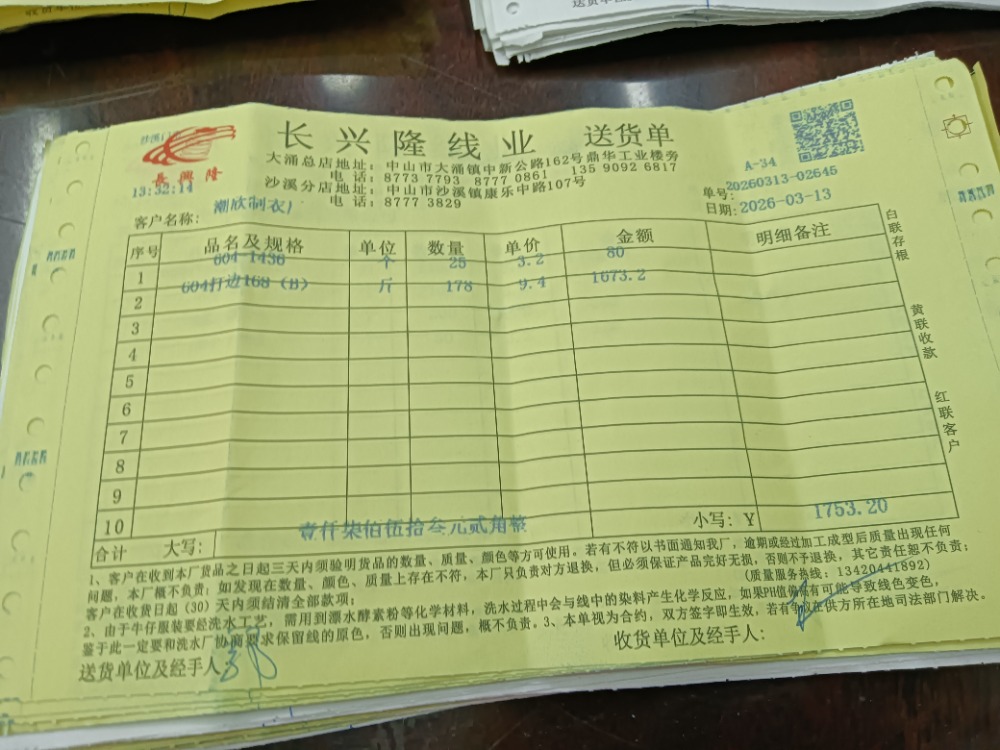 收货单位
送货单位
长兴隆线业 送货单
沙溪门
長興隆
大涌总店地址：中山市大涌镇中新公路162号鼎华工业楼旁
电话：8773 7793 8777 0861 135 9092 6817
沙溪分店地址：中山市沙溪镇康乐中路107号
电话：8777 3829
13:32:14
A-34
单号：20260313-02645
日期：2026-03-13
客户名称： 潮欣制衣厂
序号 品名及规格 单位 数量 单价 金额 明细备注
1 604 1436 个 25 3.2 80
2 604打边168（B） 斤 178 9.4 1673.2
3
4
5
6
7
8
9
10
合计 大写： 壹仟柒佰伍拾叁元贰角整 小写：Y 1753.20
白联存根
黄联收款
红联客户
1、客户在收到本厂货品之日起三天内须验明货品的数量、质量、颜色等方可使用。若有不符以书面通知我厂，逾期或经过加工成型后质量出现任何
问题，本厂概不负责；如发现在数量、颜色、质量上存在不符，本厂只负责对方退换，但必须保证产品完好无损，否则不予退换，其它责任恕不负责；
客户在收货日起（30）天内须结清全部款项； （质量服务热线：13420441892）
2、由于牛仔服装要经洗水工艺，需用到漂水酵素粉等化学材料，洗水过程中会与线中的染料产生化学反应，如果PH值偏高有可能导致线色变色，
鉴于此一定要和洗水厂协商要求保留线的原色，否则出现问题，概不负责。3、本单视为合约，双方签字即生效，若有争议在供方所在地司法部门解决。
送货单位及经手人： 收货单位及经手人：